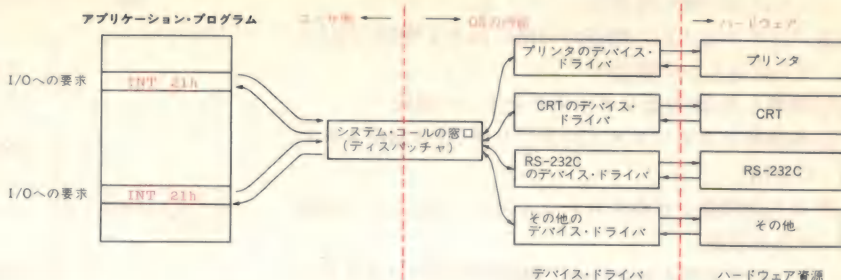 アプリケーション・プログラム
ユーザ側 ← → OSの内部 → ハードウェア
I/Oへの要求
INT 21h
I/Oへの要求
INT 21h
システム・コールの窓口
(ディスパッチャ)
プリンタのデバイス・
ドライバ
プリンタ
CRTのデバイス・
ドライバ
CRT
RS-232C
のデバイス・ドライバ
RS-232C
その他の
デバイス・ドライバ
その他
デバイス・ドライバ
ハードウェア資源